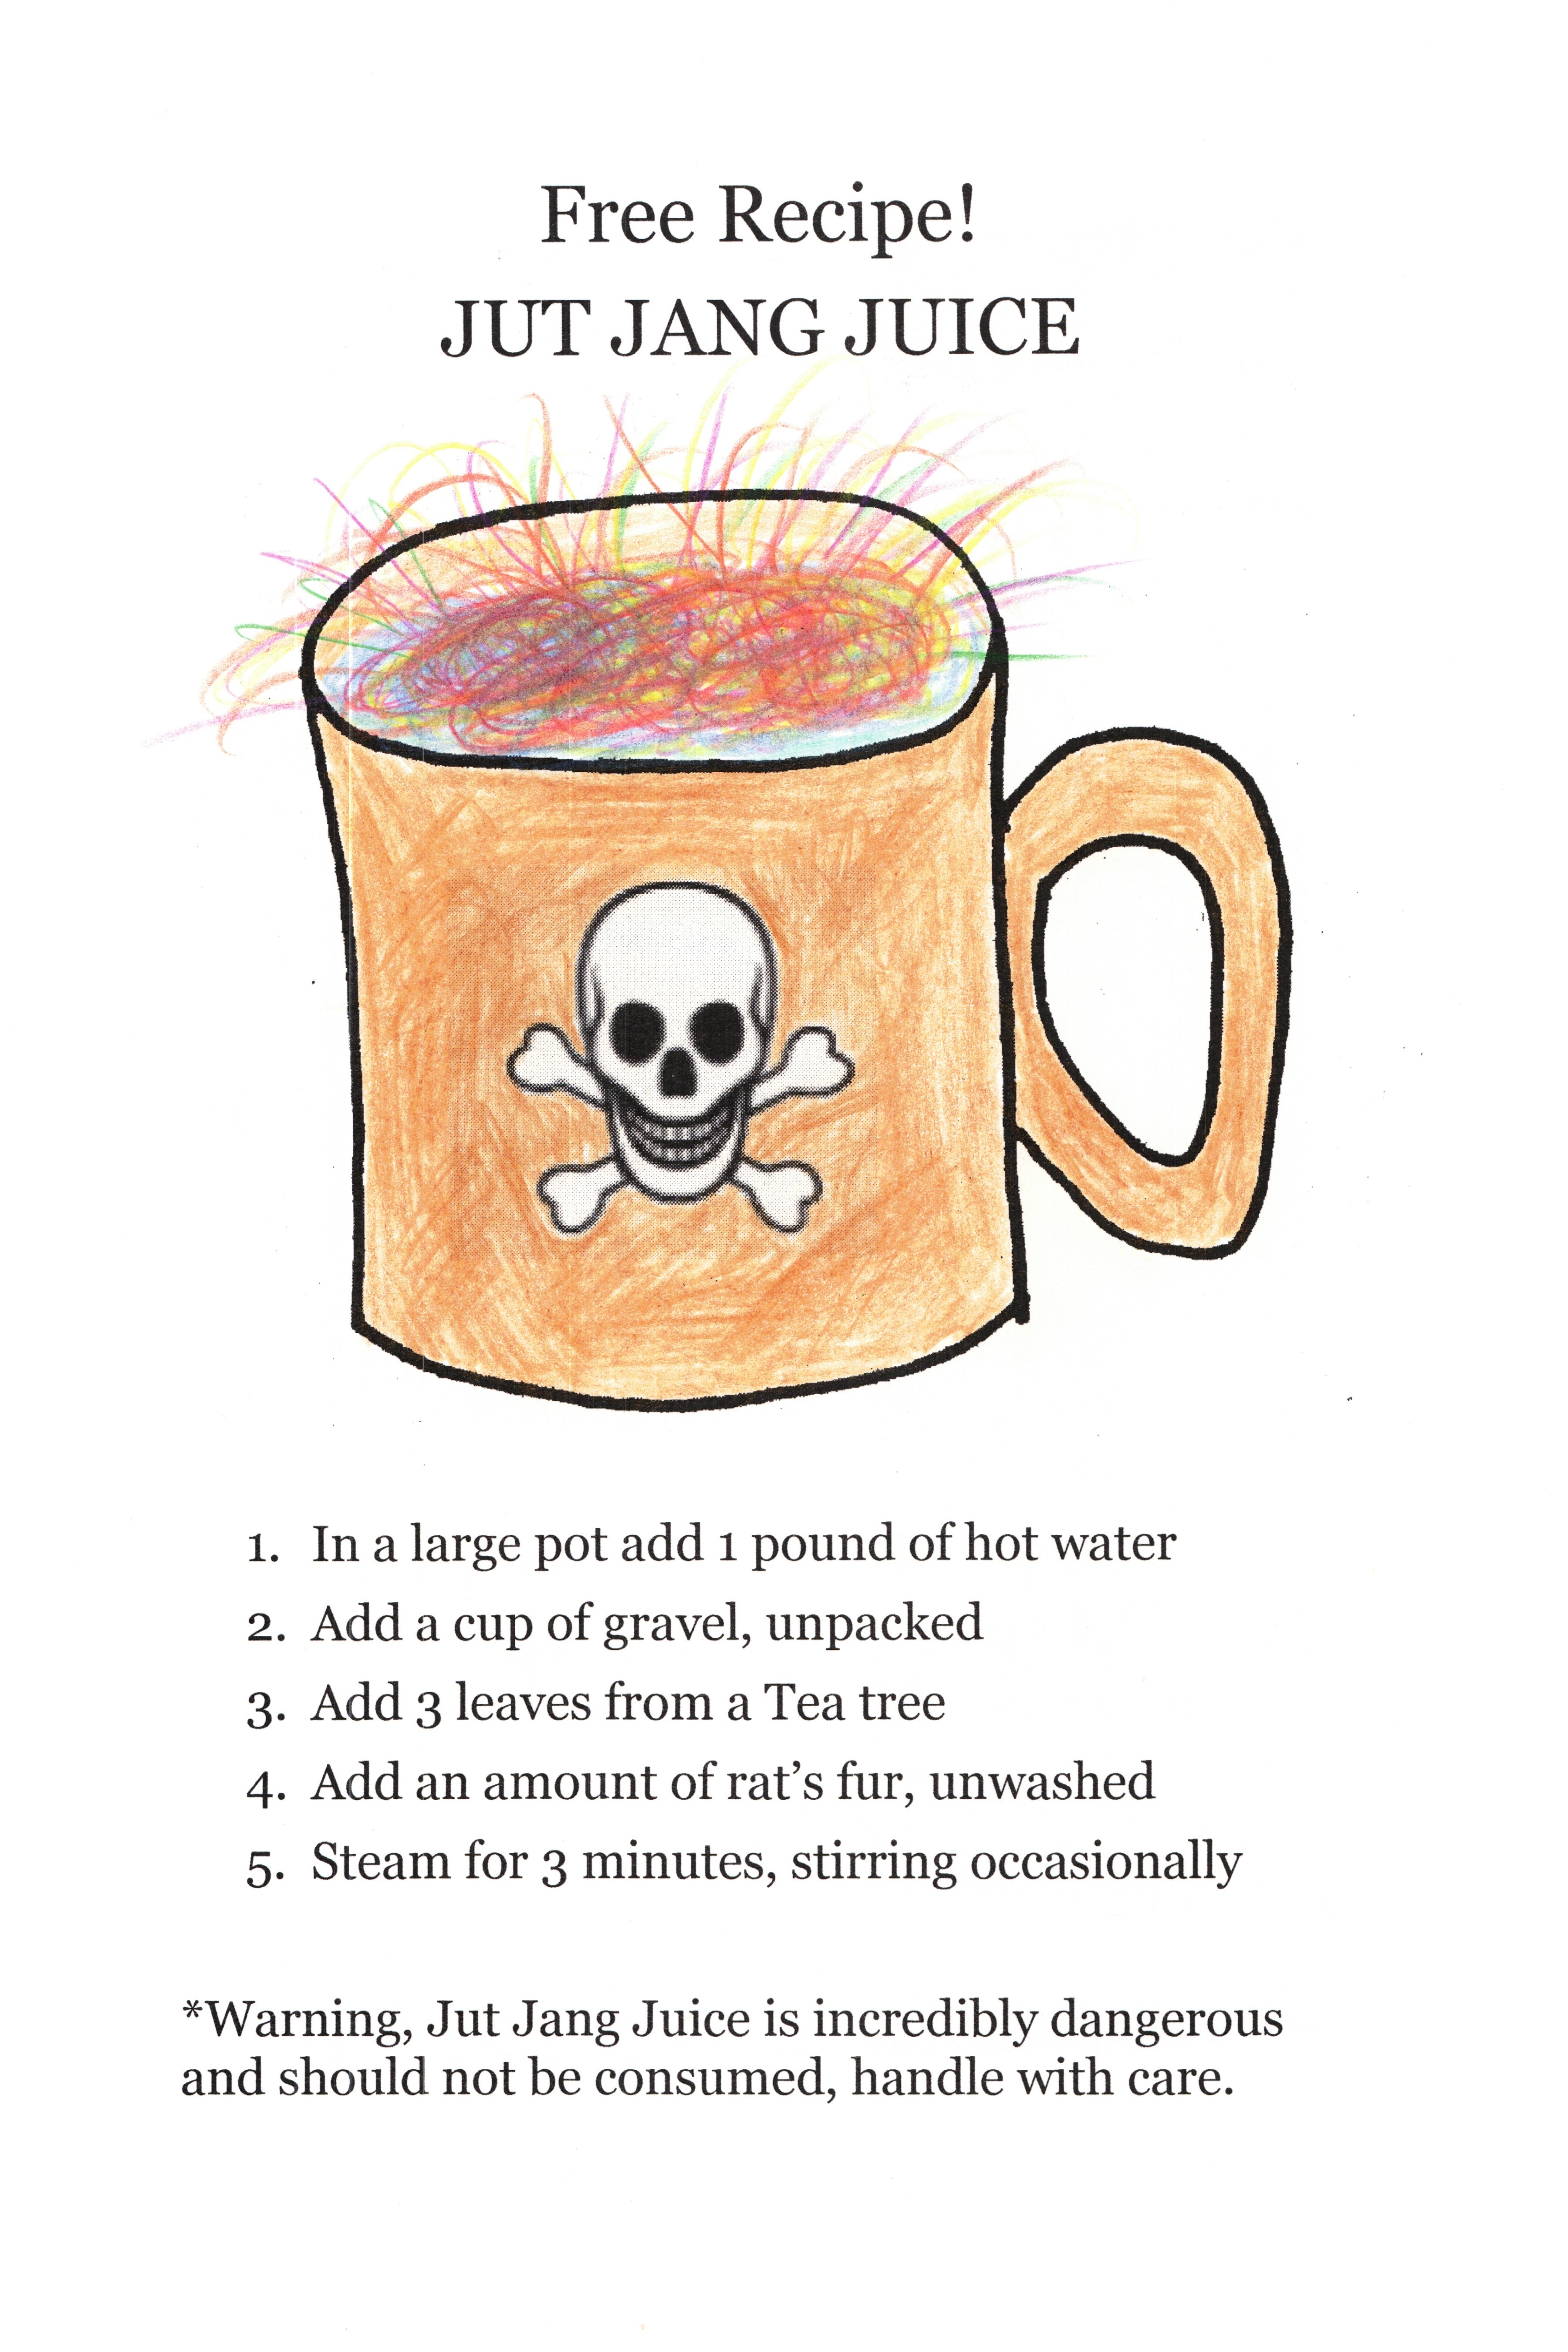 Free Recipe!
JUT JANG JUICE
1. In a large pot add 1 pound of hot water
2. Add a cup of gravel, unpacked
3. Add 3 leaves from a Tea tree
4. Add an amount of rat’s fur, unwashed
5. Steam for 3 minutes, stirring occasionally
*Warning, Jut Jang Juice is incredibly dangerous
and should not be consumed, handle with care.